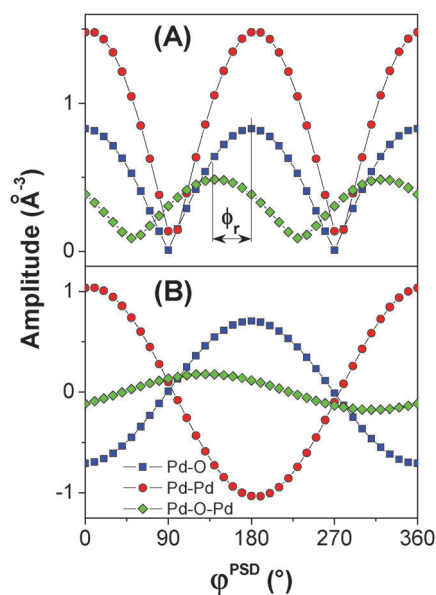 (A)
1
0
ϕr
Amplitude (Å-3)
(B)
1
0
-1
Pd-O
Pd-Pd
Pd-O-Pd
0 90 180 270 360
φPSD (°)